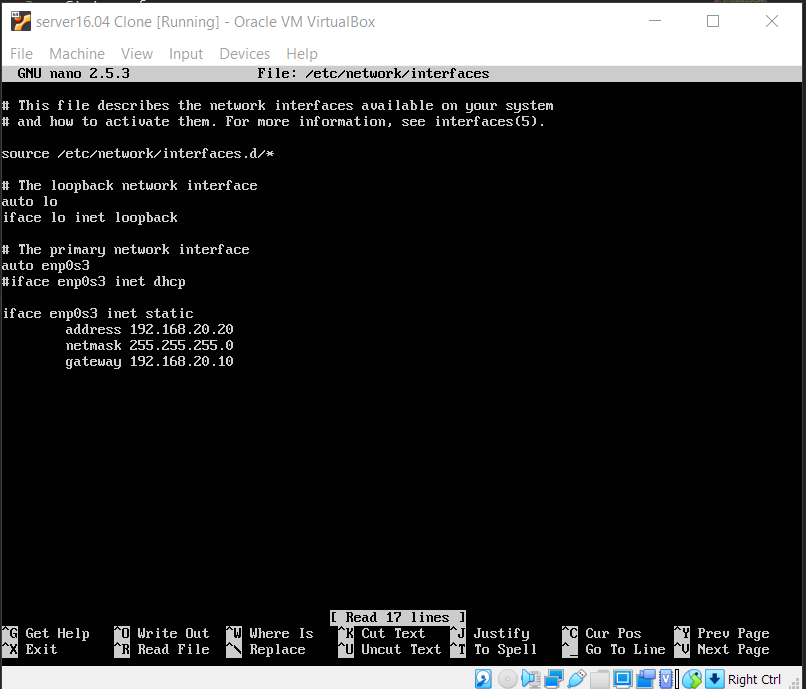 server16.04 Clone [Running] - Oracle VM VirtualBox
File Machine View Input Devices Help
GNU nano 2.5.3 File: /etc/network/interfaces
# This file describes the network interfaces available on your system
# and how to activate them. For more information, see interfaces(5).
source /etc/network/interfaces.d/*
# The loopback network interface
auto lo
iface lo inet loopback
# The primary network interface
auto enp0s3
#iface enp0s3 inet dhcp
iface enp0s3 inet static
address 192.168.20.20
netmask 255.255.255.0
gateway 192.168.20.10
[ Read 17 lines ]
^G Get Help ^O Write Out ^W Where Is ^K Cut Text ^J Justify ^C Cur Pos ^Y Prev Page
^X Exit ^R Read File ^\ Replace ^U Uncut Text ^T To Spell ^_ Go To Line ^V Next Page
Right Ctrl